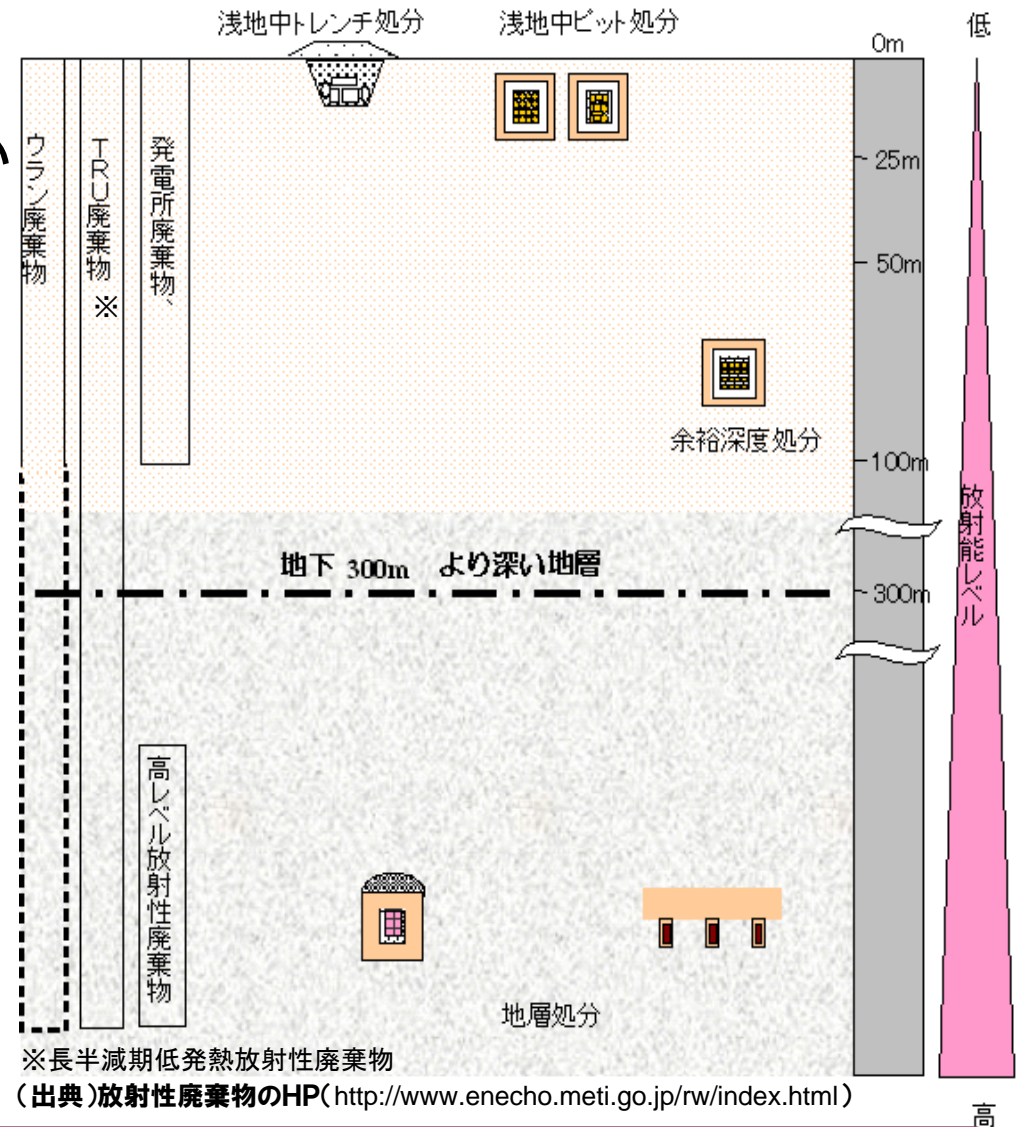 浅地中トレンチ処分
浅地中ピット処分
低
0m
い
ウラン廃棄物
TRU廃棄物 ※
発電所廃棄物、
25m
50m
余裕深度処分
100m
放射能レベル
地下 300m より深い地層
300m
高レベル放射性廃棄物
地層処分
※長半減期低発熱放射性廃棄物
(出典)放射性廃棄物のHP(http://www.enecho.meti.go.jp/rw/index.html)
高